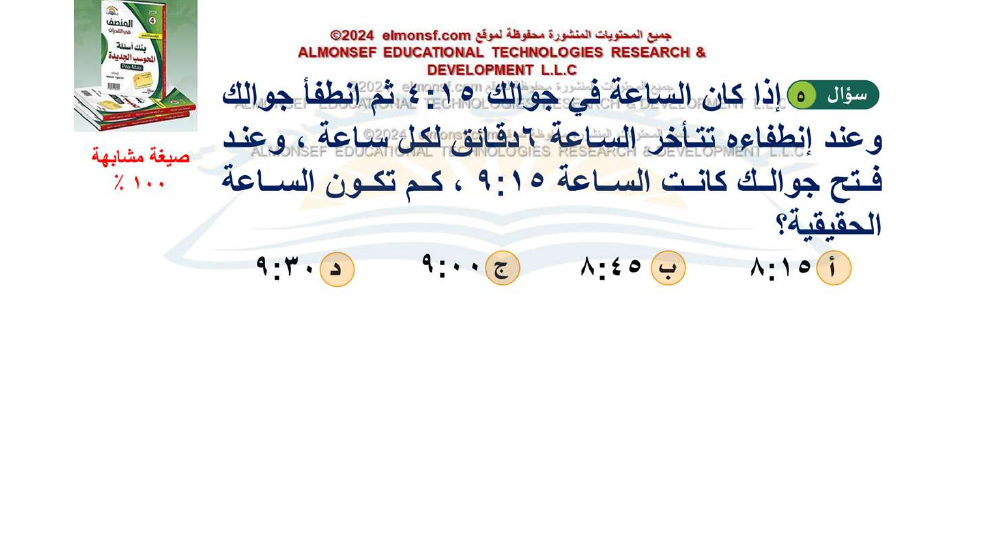 جميع المحتويات المنشورة محفوظة لموقع elmonsf.com ©2024
ALMONSEF EDUCATIONAL TECHNOLOGIES RESEARCH &
DEVELOPMENT L.L.C
المنصف
في القدرات
بنك أسئلة
المحوسب الجديدة
صيغة مشابهة
١٠٠ ٪
سؤال ٥ إذا كان الساعة في جوالك ٤:١٥ ثم انطفأ جوالك
وعند إنطفاءه تتأخر الساعة ٦دقائق لكل ساعة ، وعند
فتح جوالك كانت الساعة ٩:١٥ ، كم تكون الساعة
الحقيقية؟
أ ٨:١٥ ب ٨:٤٥ ج ٩:٠٠ د ٩:٣٠